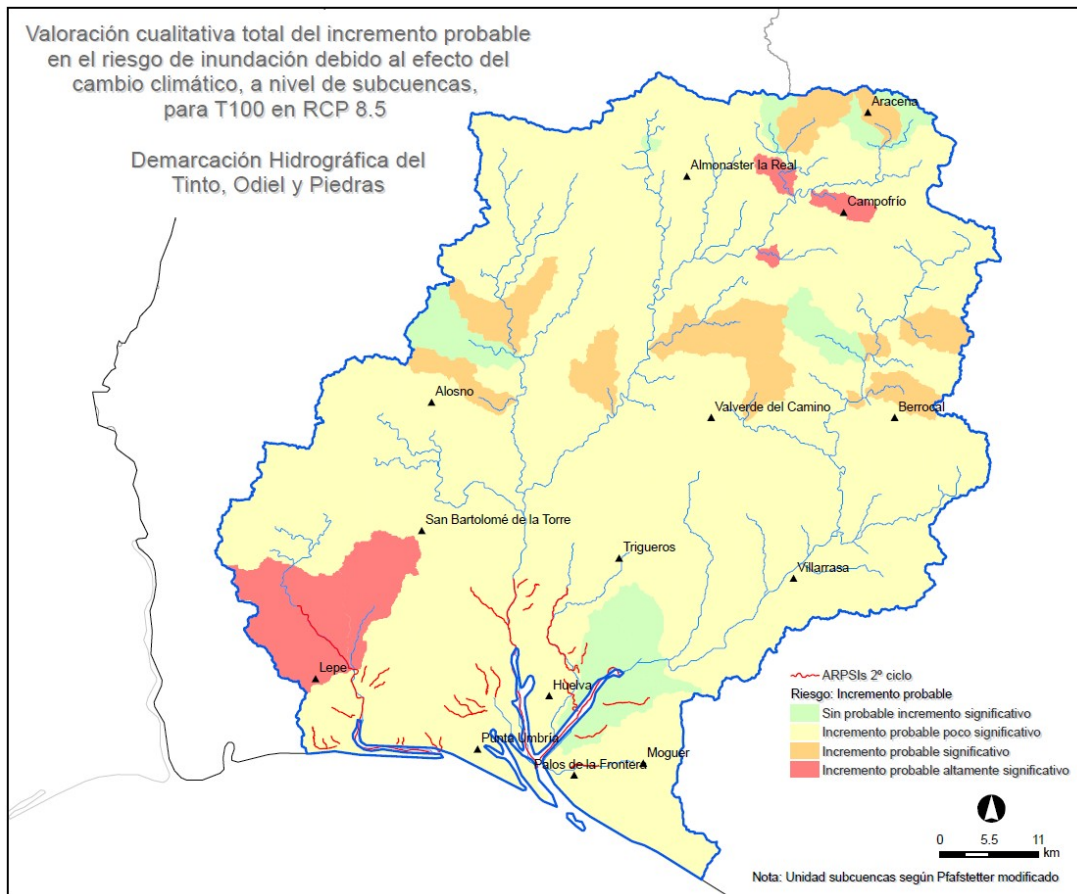 Valoración cualitativa total del incremento probable
en el riesgo de inundación debido al efecto del
cambio climático, a nivel de subcuencas,
para T100 en RCP 8.5
Demarcación Hidrográfica del
Tinto, Odiel y Piedras
Aracena
Almonaster la Real
Campofrío
Alosno
Valverde del Camino
Berrocal
San Bartolomé de la Torre
Trigueros
Villarrasa
Lepe
Huelva
Punta Umbría
Moguer
Palos de la Frontera
ARPSIs 2º ciclo
Riesgo: Incremento probable
Sin probable incremento significativo
Incremento probable poco significativo
Incremento probable significativo
Incremento probable altamente significativo
0 5.5 11
km
Nota: Unidad subcuencas según Pfafstetter modificado